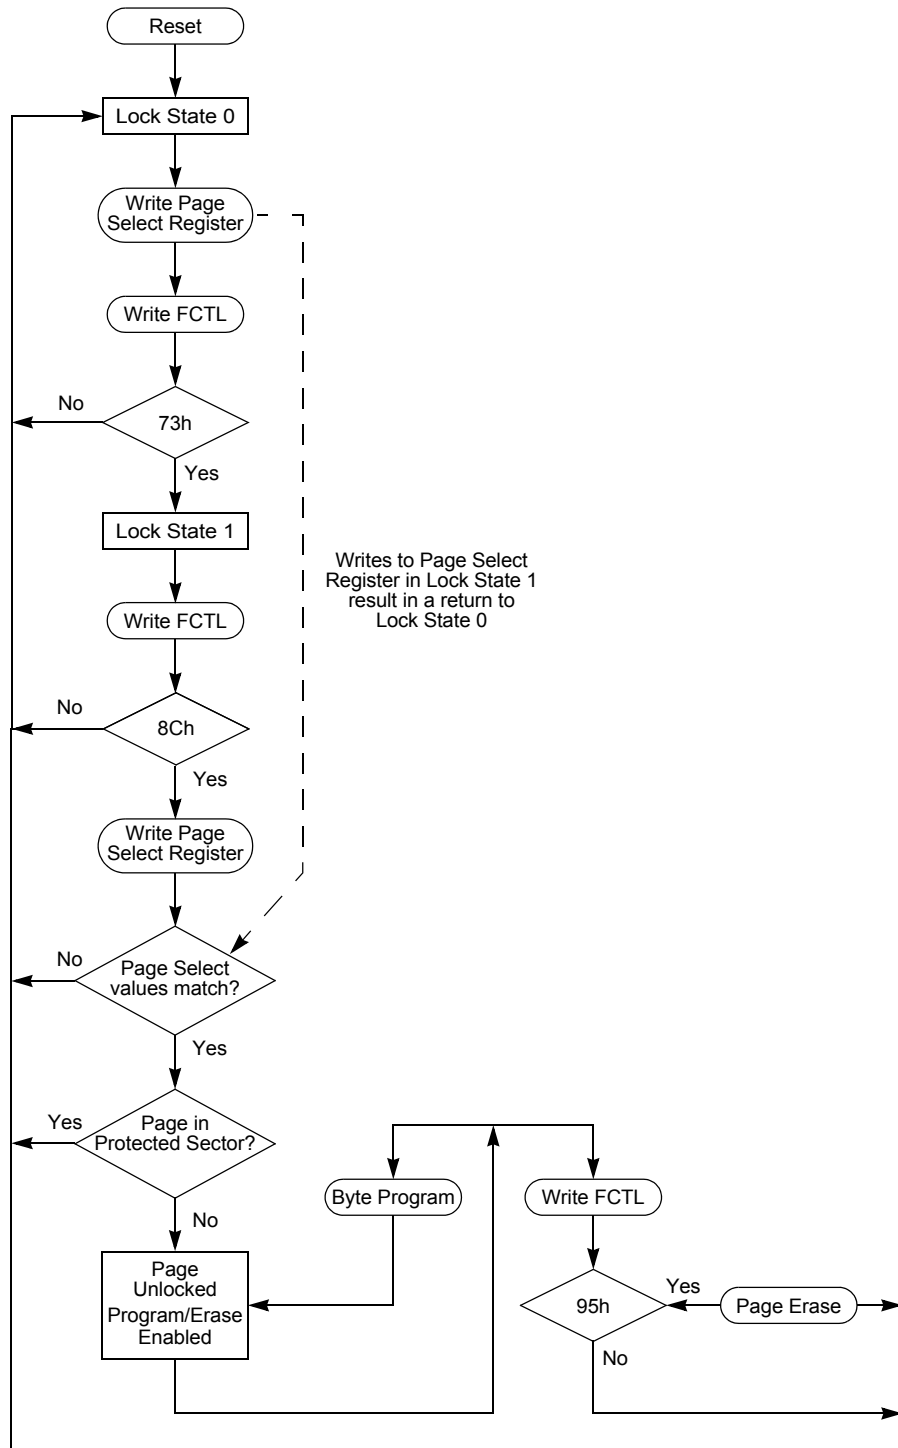 Reset
Lock State 0
Write Page
Select Register
Write FCTL
No
73h
Yes
Lock State 1
Writes to Page Select
Register in Lock State 1
result in a return to
Lock State 0
Write FCTL
No
8Ch
Yes
Write Page
Select Register
No
Page Select
values match?
Yes
Yes
Page in
Protected Sector?
No
Byte Program
Write FCTL
Page
Unlocked
Program/Erase
Enabled
95h
Yes
Page Erase
No